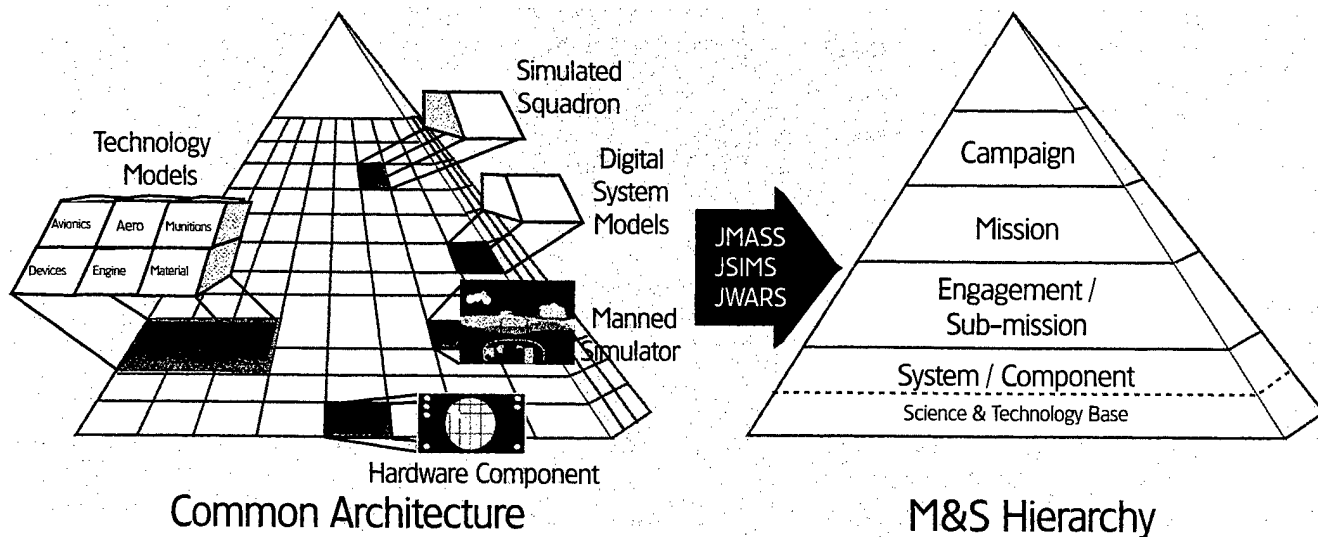 Simulated
Squadron
Technology
Models
Avionics Aero Munitions
Devices Engine Material
Digital
System
Models
Manned
Simulator
Hardware Component
Common Architecture
JMASS
JSIMS
JWARS
Campaign
Mission
Engagement /
Sub-mission
System / Component
Science & Technology Base
M&S Hierarchy